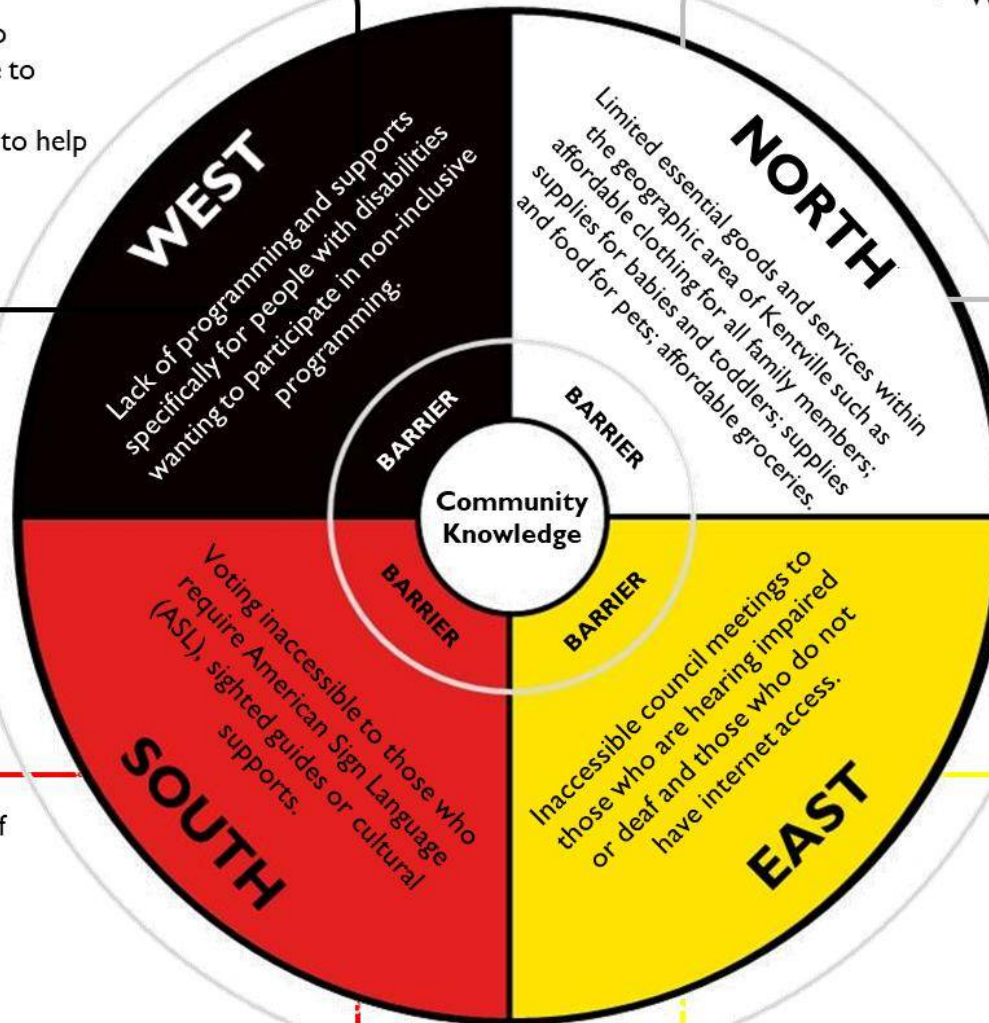 to
to help
WEST
Lack of programming and supports
specifically for people with disabilities
wanting to participate in non-inclusive
programming.
BARRIER
NORTH
Limited essential goods and services within
the geographic area of Kentville such as
affordable clothing for all family members;
supplies for babies and toddlers; supplies
and food for pets; affordable groceries.
BARRIER
Community
Knowledge
SOUTH
Voting inaccessible to those who
require American Sign Language
(ASL), sighted guides or cultural
supports.
BARRIER
EAST
Inaccessible council meetings to
those who are hearing impaired
or deaf and those who do not
have internet access.
BARRIER